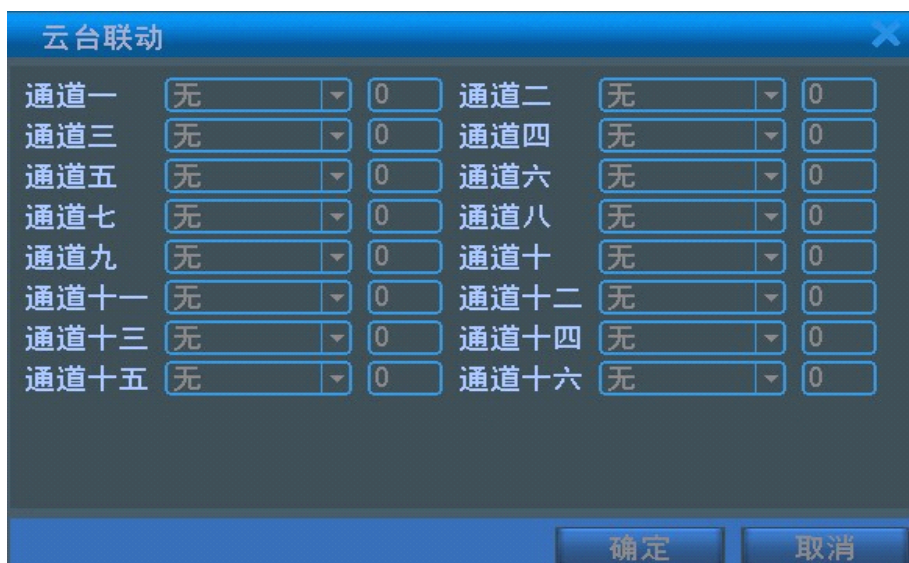 云台联动
通道一 无 0 通道二 无 0
通道三 无 0 通道四 无 0
通道五 无 0 通道六 无 0
通道七 无 0 通道八 无 0
通道九 无 0 通道十 无 0
通道十一 无 0 通道十二 无 0
通道十三 无 0 通道十四 无 0
通道十五 无 0 通道十六 无 0
确定 取消